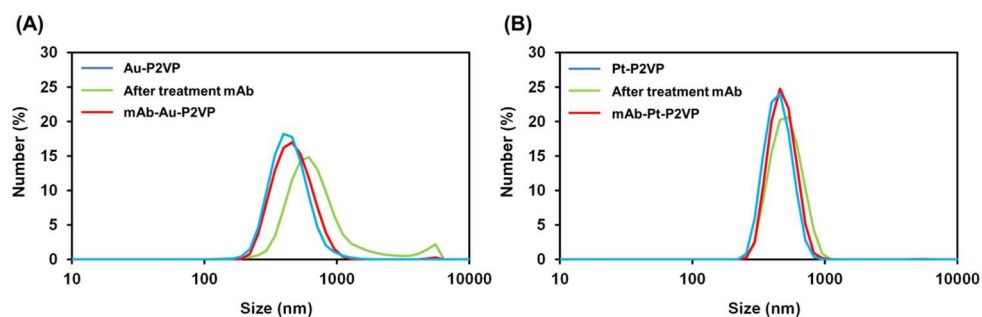 (A)
30
25
20
15
10
5
0
Number (%)
Au-P2VP
After treatment mAb
mAb-Au-P2VP
10 100 1000 10000
Size (nm)
(B)
30
25
20
15
10
5
0
Number (%)
Pt-P2VP
After treatment mAb
mAb-Pt-P2VP
10 100 1000 10000
Size (nm)